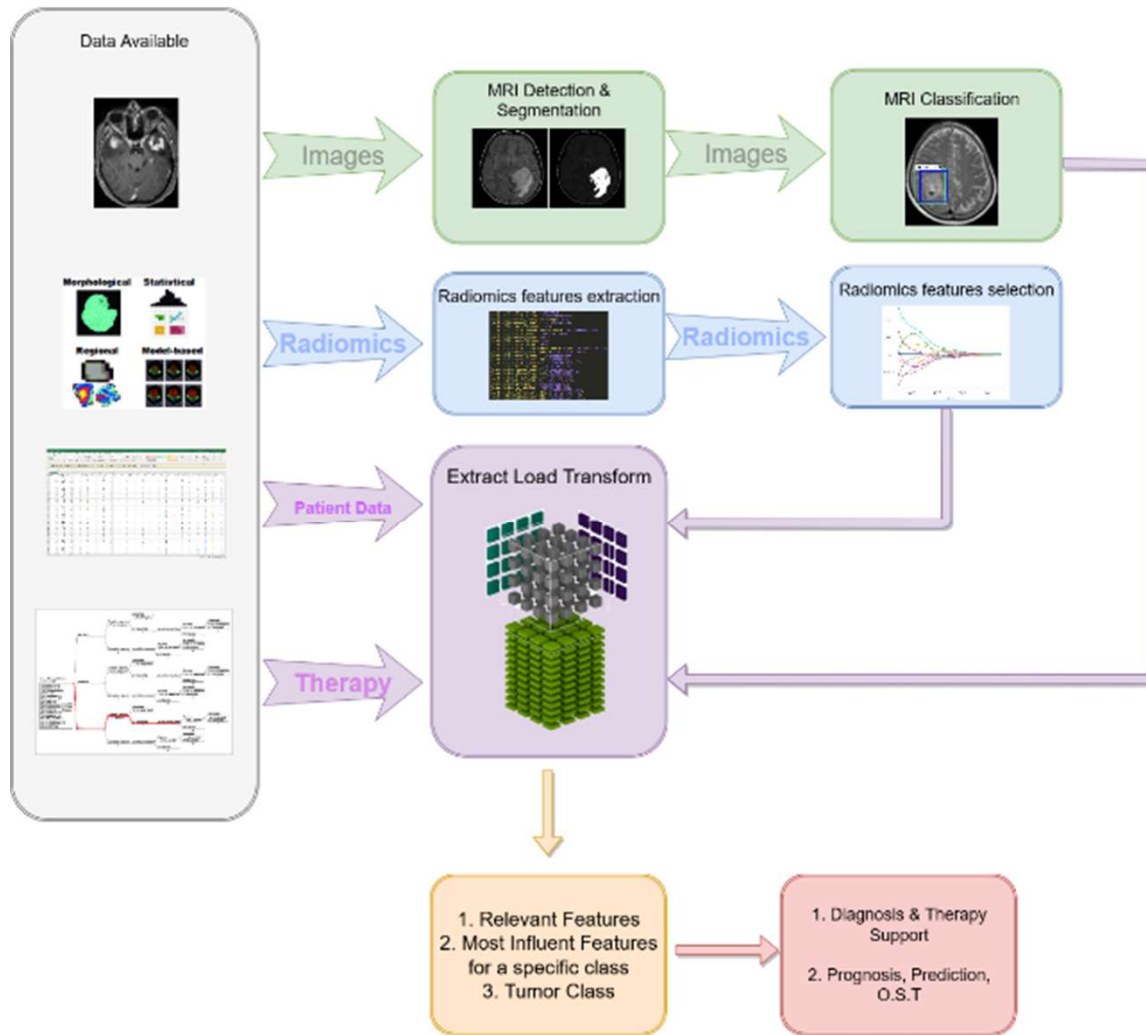 Data Available
MRI Detection &
Segmentation
MRI Classification
Images
Images
Morphological
Statistical
Regional
Model-based
Radiomics
Radiomics features extraction
Radiomics
Radiomics features selection
Patient Data
Extract Load Transform
Therapy
1. Relevant Features
2. Most Influent Features
for a specific class
3. Tumor Class
1. Diagnosis & Therapy
Support
2. Prognosis, Prediction,
O.S.T